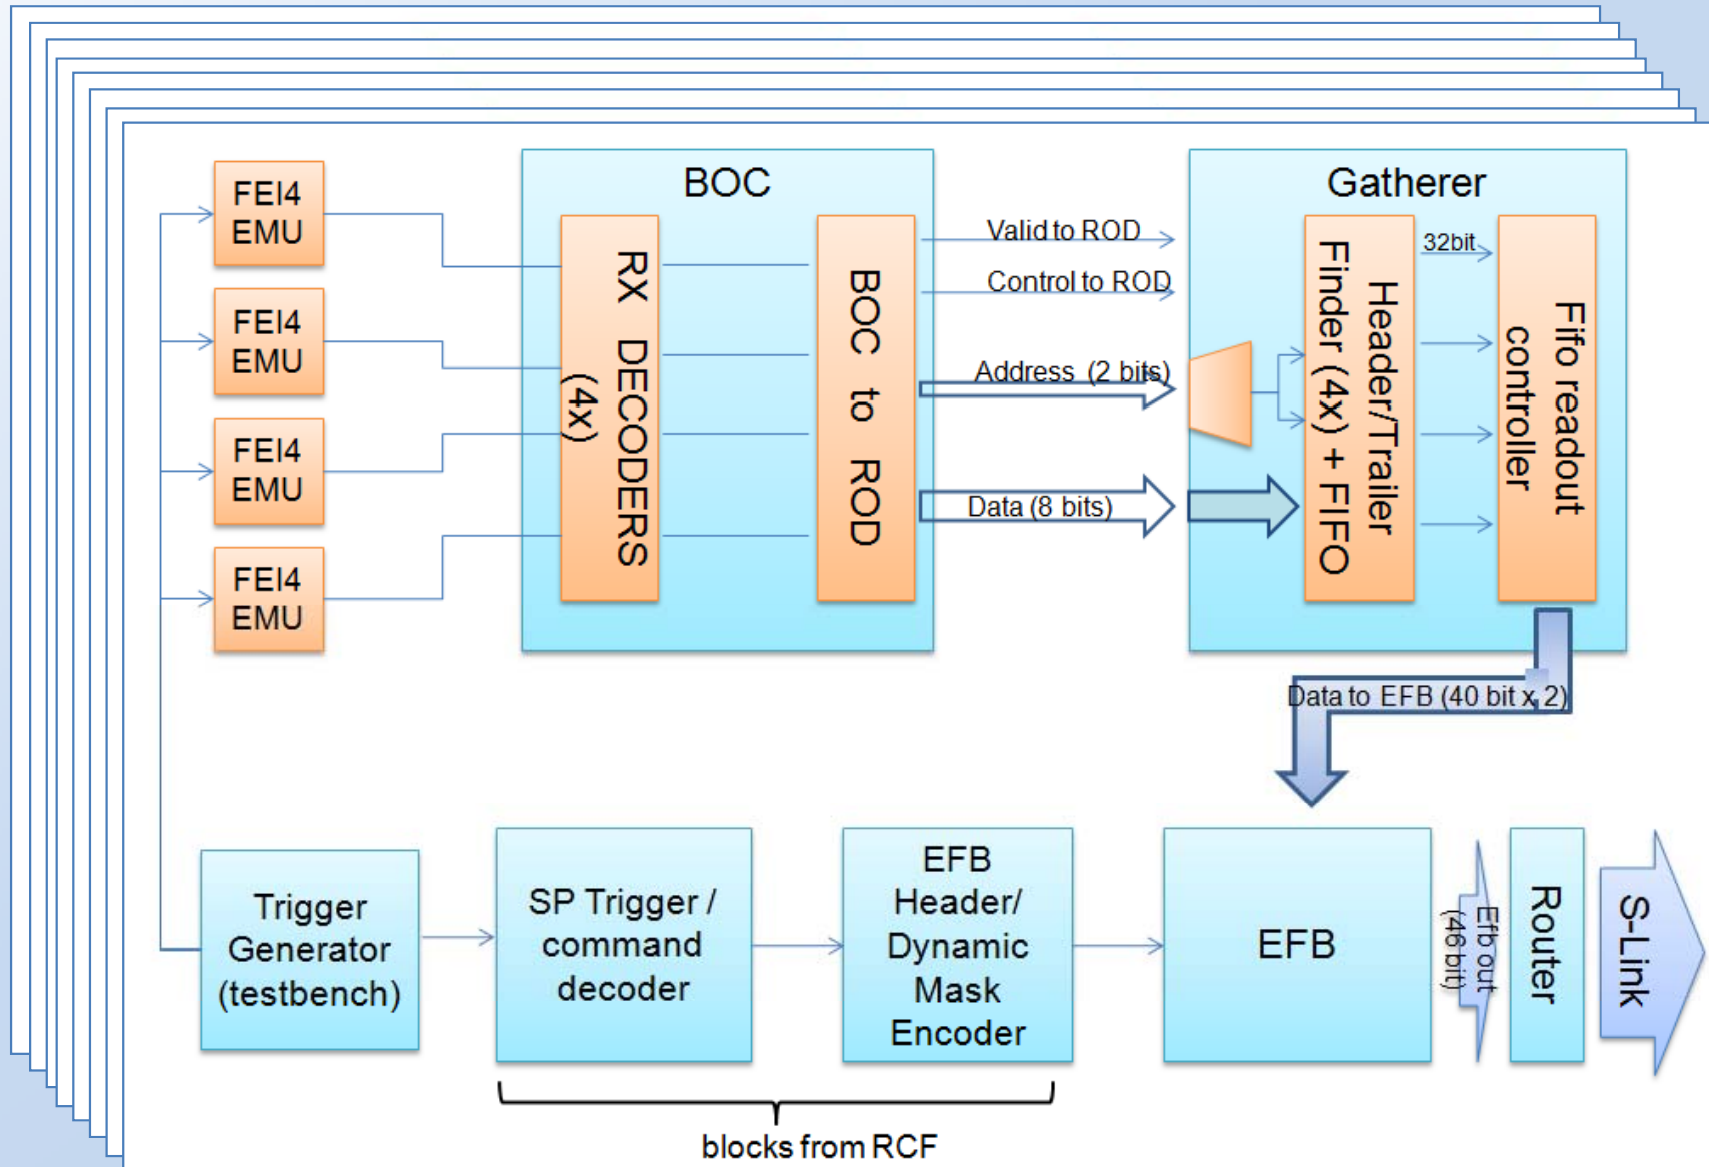 FEI4
EMU
FEI4
EMU
FEI4
EMU
FEI4
EMU
BOC
RX DECODERS
(4x)
BOC to ROD
Valid to ROD
Control to ROD
Address (2 bits)
Data (8 bits)
Gatherer
Header/Trailer
Finder (4x) + FIFO
32bit
Fifo readout
controller
Data to EFB (40 bit x 2)
Trigger
Generator
(testbench)
SP Trigger /
command
decoder
EFB
Header/
Dynamic
Mask
Encoder
EFB
Efb out
(46 bit)
Router
S-Link
blocks from RCF